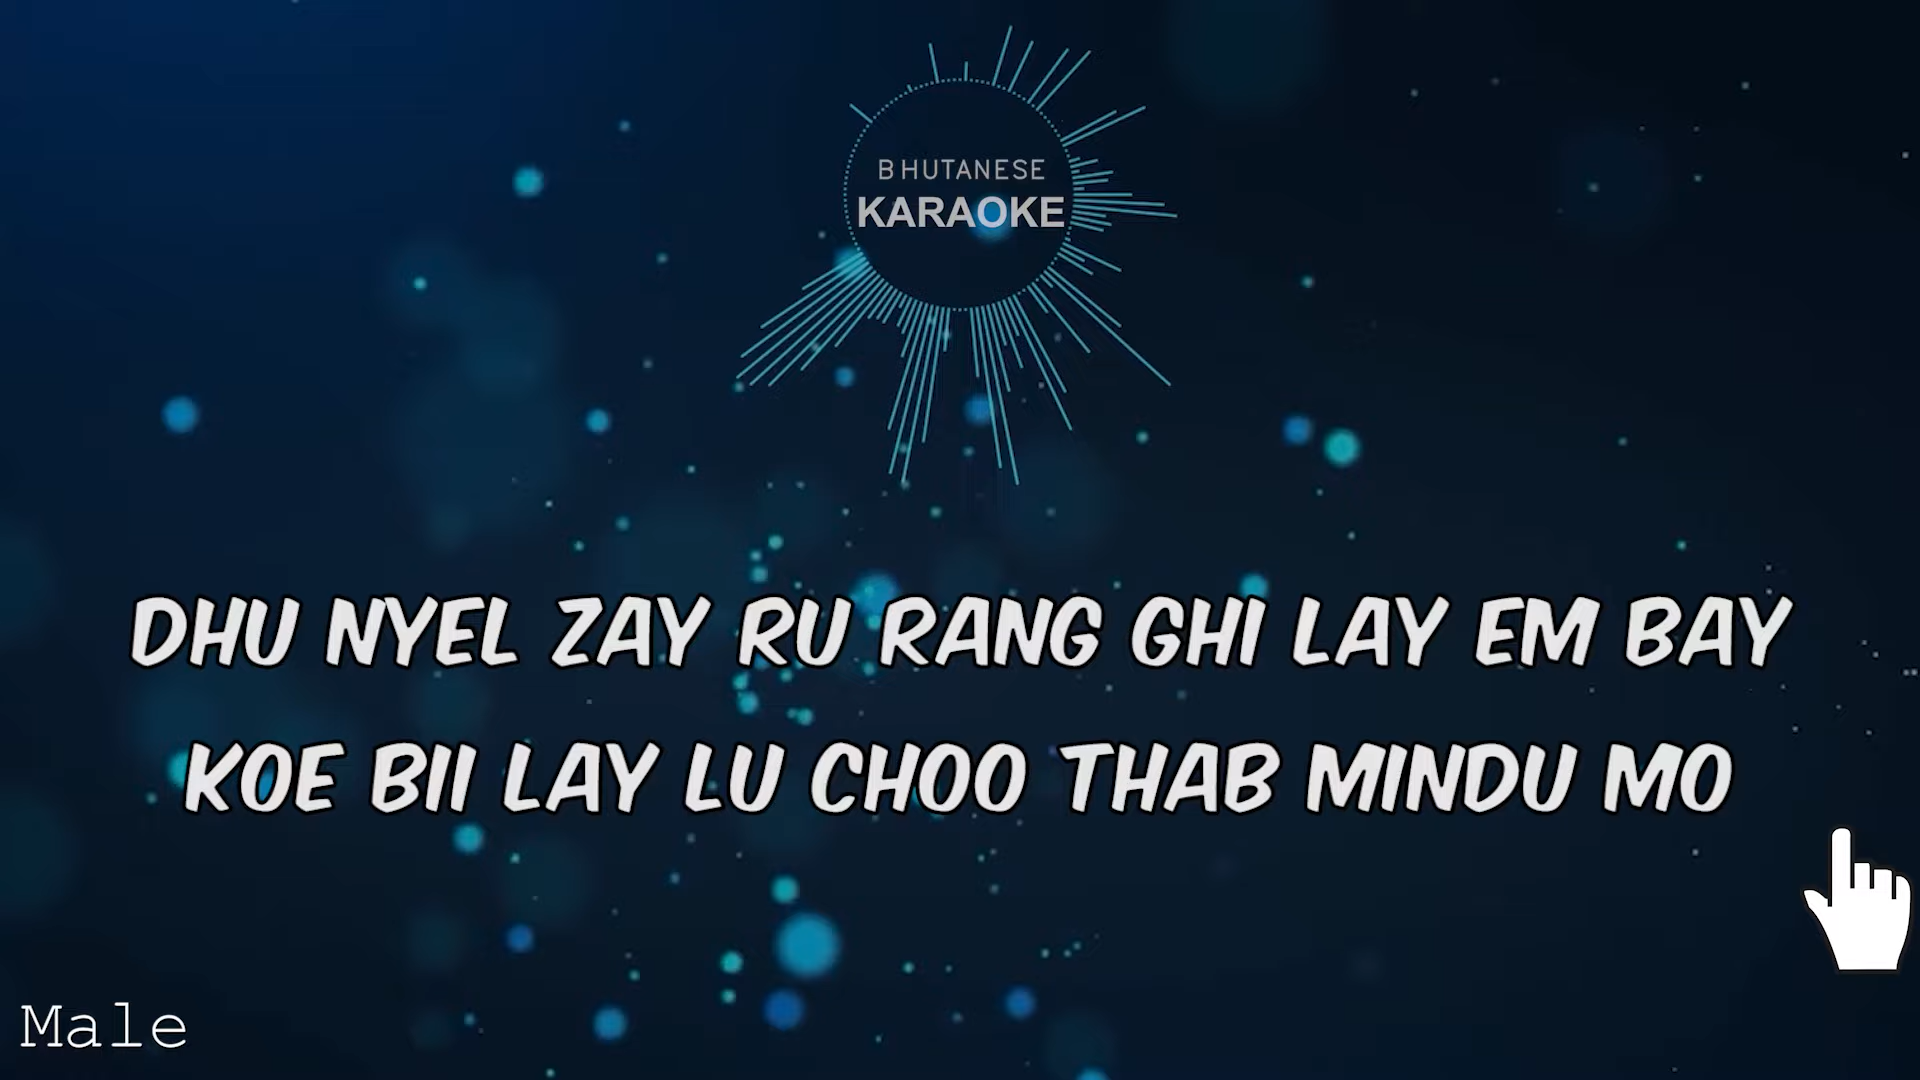 BHUTANESE
KARAOKE
DHU NYEL ZAY RU RANG GHI LAY EM BAY
KOE BII LAY LU CHOO THAB MINDU MO
Male